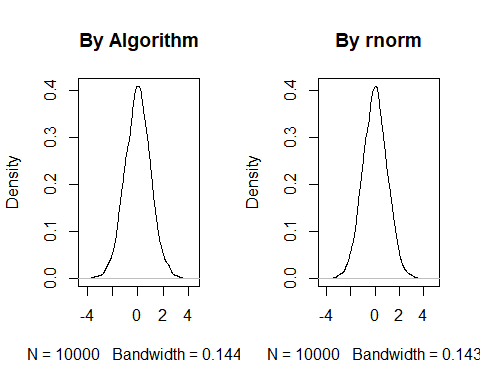 By Algorithm
Density
0.0 0.1 0.2 0.3 0.4
-4 0 2 4
N = 10000 Bandwidth = 0.144
By rnorm
Density
0.0 0.1 0.2 0.3 0.4
-4 0 2 4
N = 10000 Bandwidth = 0.143